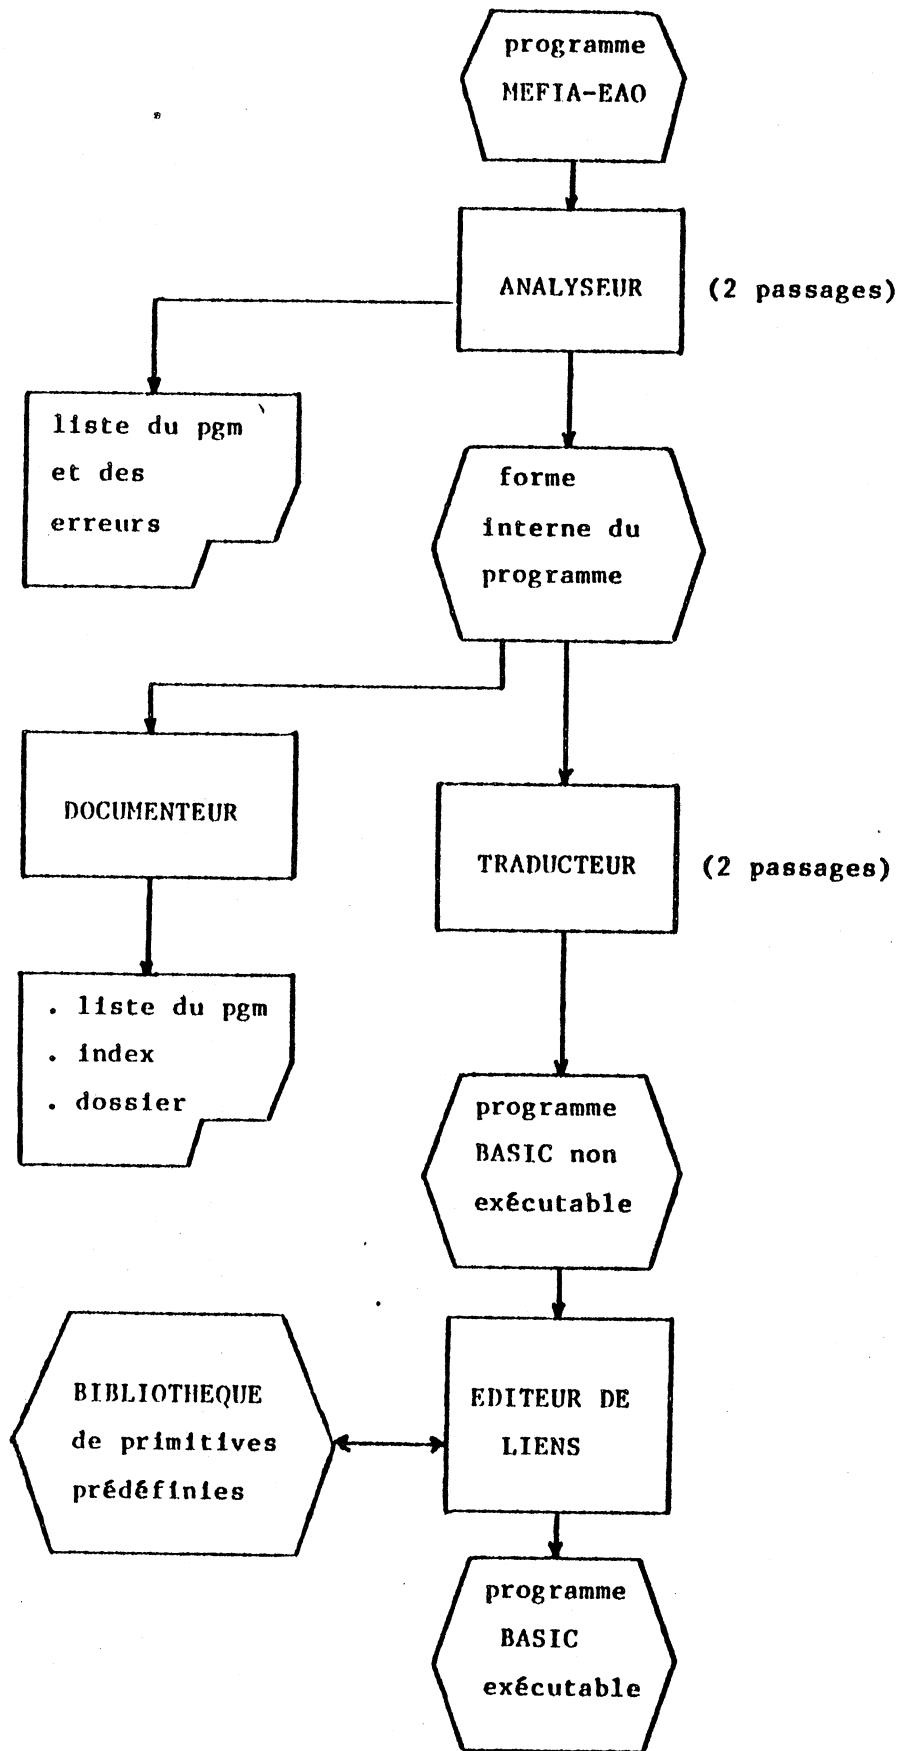 programme
MEFIA-EAO
ANALYSEUR
(2 passages)
liste du pgm
et des
erreurs
forme
interne du
programme
DOCUMENTEUR
TRADUCTEUR
(2 passages)
. liste du pgm
. index
. dossier
programme
BASIC non
exécutable
BIBLIOTHEQUE
de primitives
prédéfinies
EDITEUR DE
LIENS
programme
BASIC
exécutable